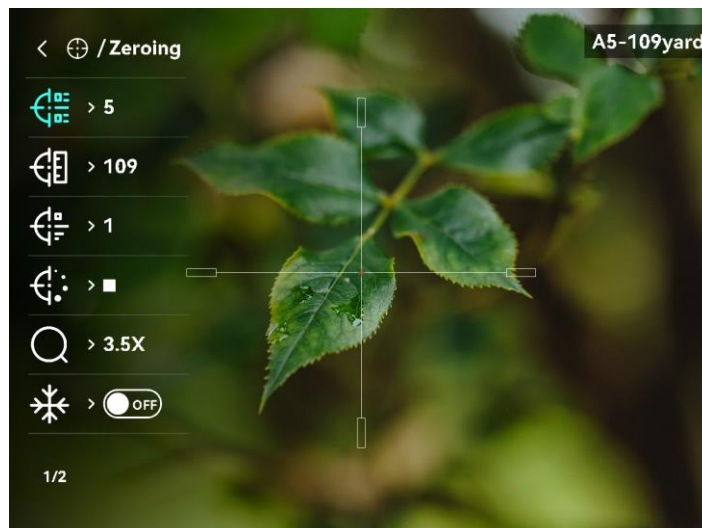 < / Zeroing
A5-109yard
> 5
> 109
> 1
>
> 3.5X
> OFF
1/2